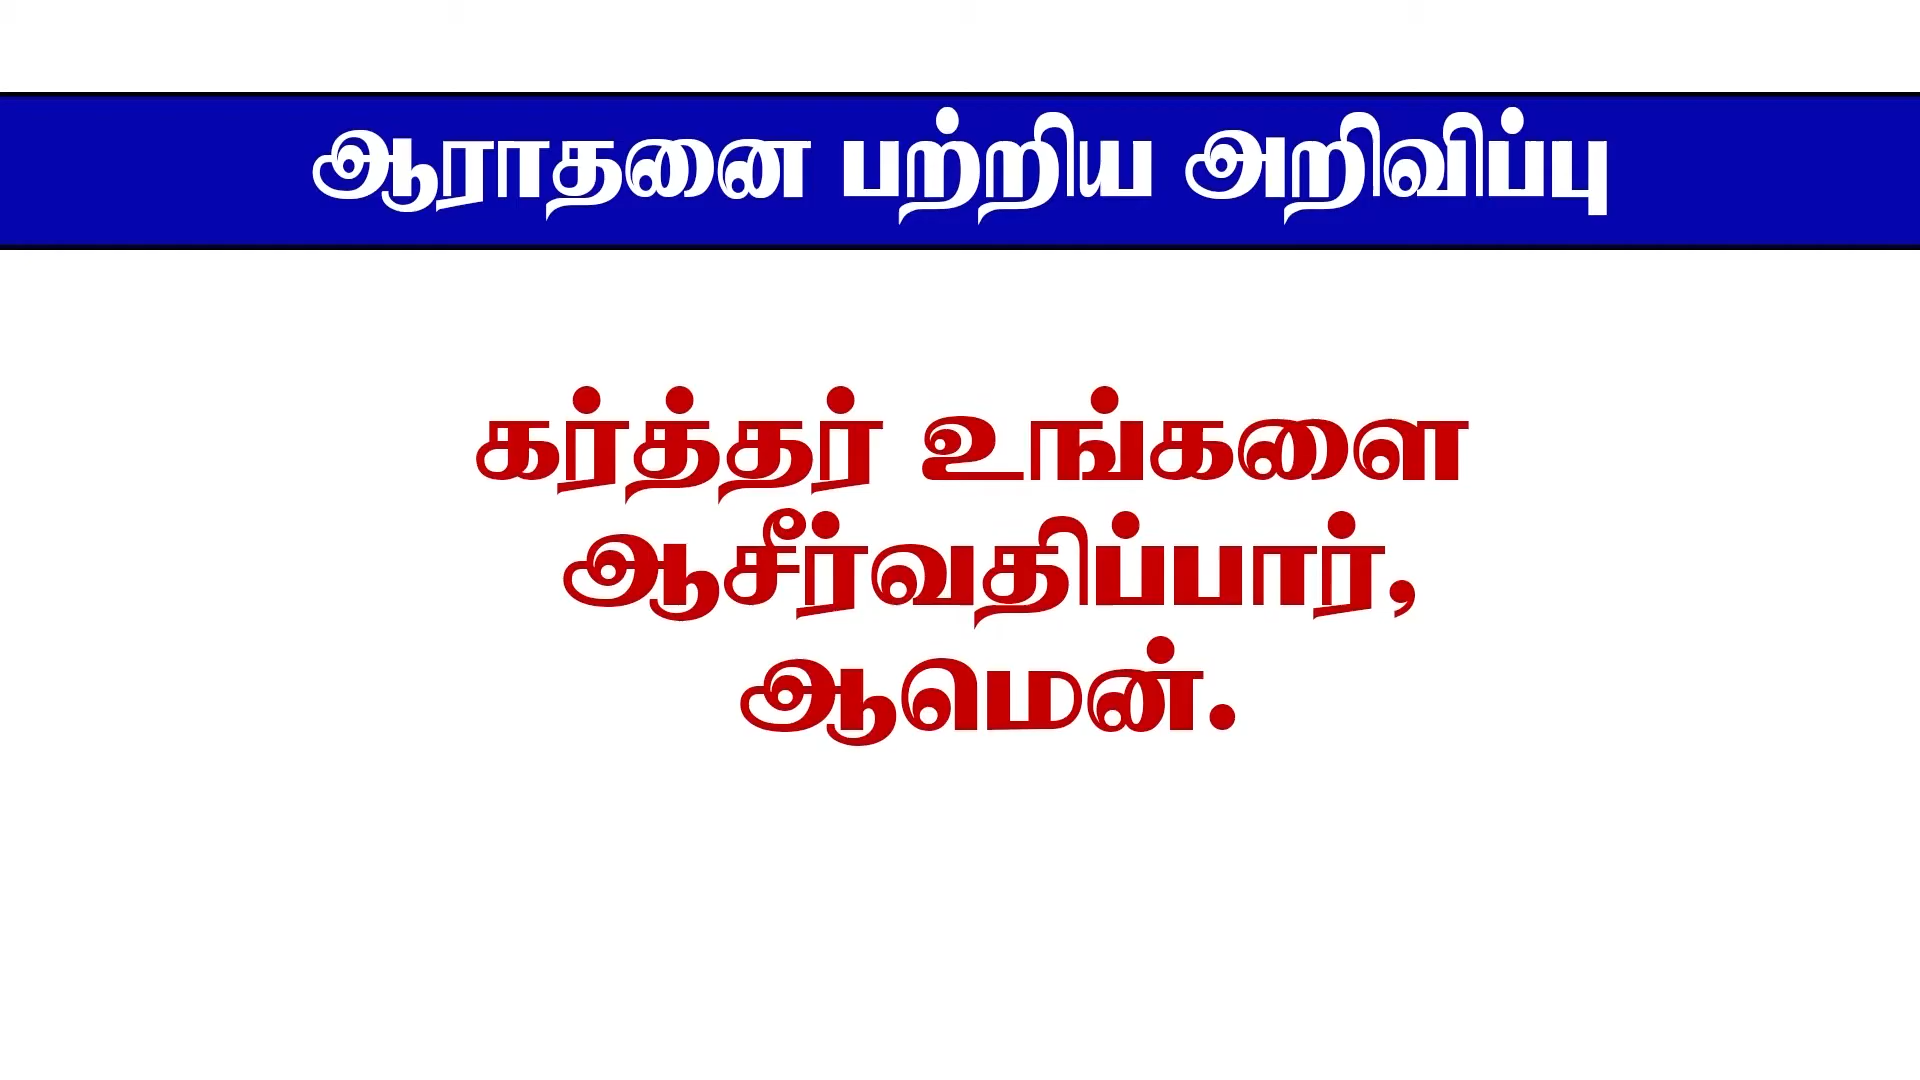 ஆராதனை பற்றிய அறிவிப்பு
கர்த்தர் உங்களை
ஆசீர்வதிப்பார்,
ஆமென்.